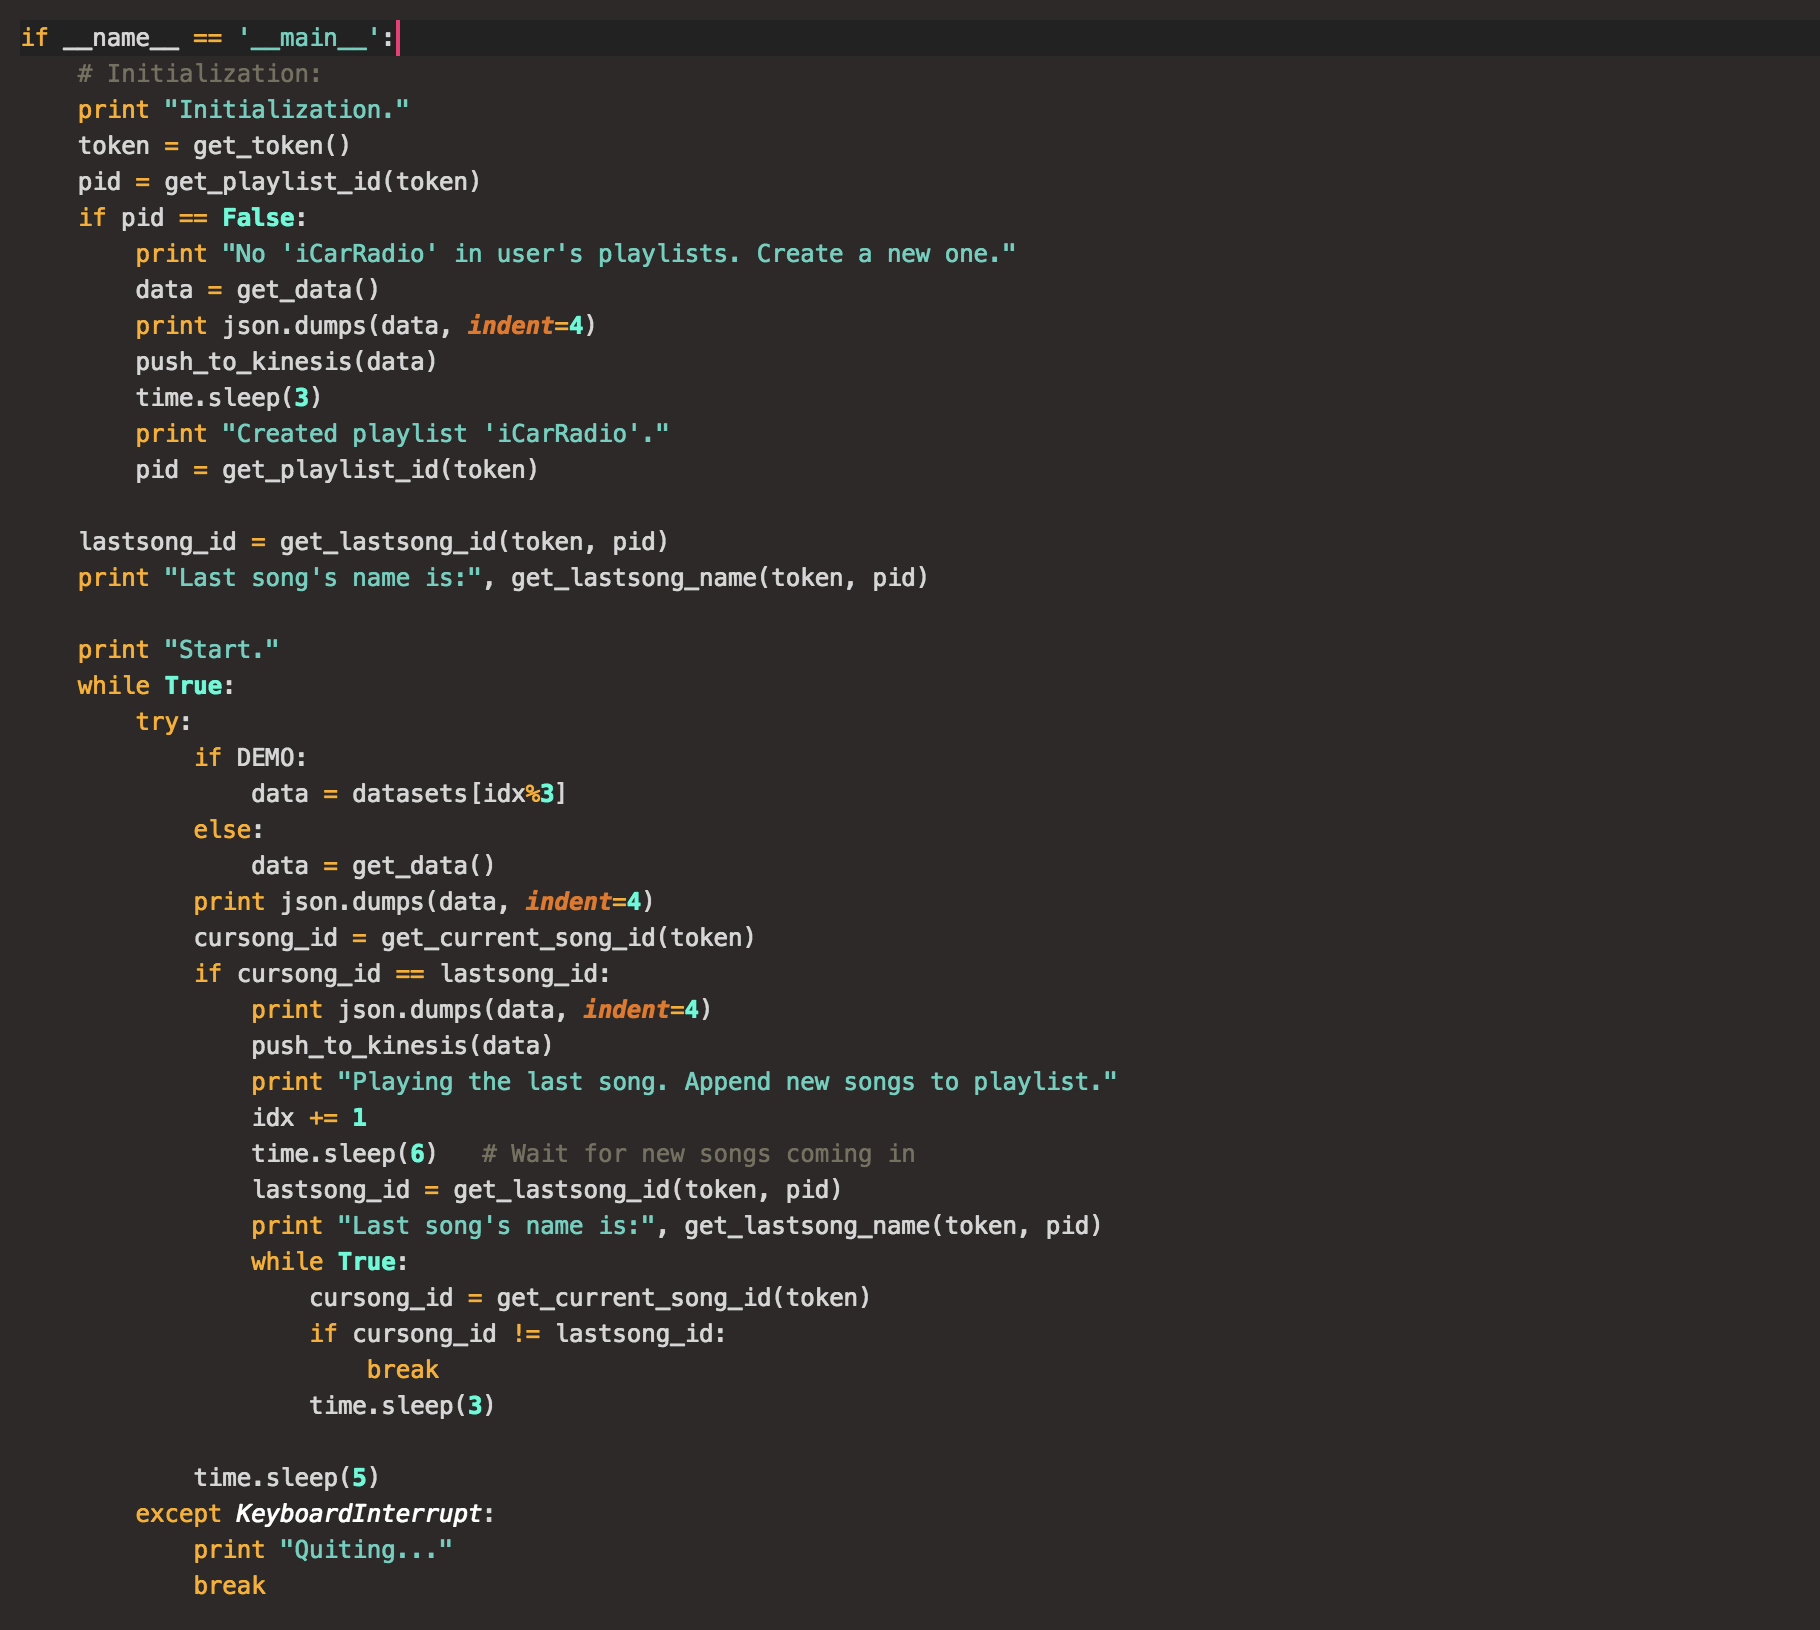 if __name__ == '__main__':
    # Initialization:
    print "Initialization."
    token = get_token()
    pid = get_playlist_id(token)
    if pid == False:
        print "No 'iCarRadio' in user's playlists. Create a new one."
        data = get_data()
        print json.dumps(data, indent=4)
        push_to_kinesis(data)
        time.sleep(3)
        print "Created playlist 'iCarRadio'."
        pid = get_playlist_id(token)

    lastsong_id = get_lastsong_id(token, pid)
    print "Last song's name is:", get_lastsong_name(token, pid)

    print "Start."
    while True:
        try:
            if DEMO:
                data = datasets[idx%3]
            else:
                data = get_data()
            print json.dumps(data, indent=4)
            cursong_id = get_current_song_id(token)
            if cursong_id == lastsong_id:
                print json.dumps(data, indent=4)
                push_to_kinesis(data)
                print "Playing the last song. Append new songs to playlist."
                idx += 1
                time.sleep(6)   # Wait for new songs coming in
                lastsong_id = get_lastsong_id(token, pid)
                print "Last song's name is:", get_lastsong_name(token, pid)
                while True:
                    cursong_id = get_current_song_id(token)
                    if cursong_id != lastsong_id:
                        break
                    time.sleep(3)

            time.sleep(5)
        except KeyboardInterrupt:
            print "Quiting..."
            break